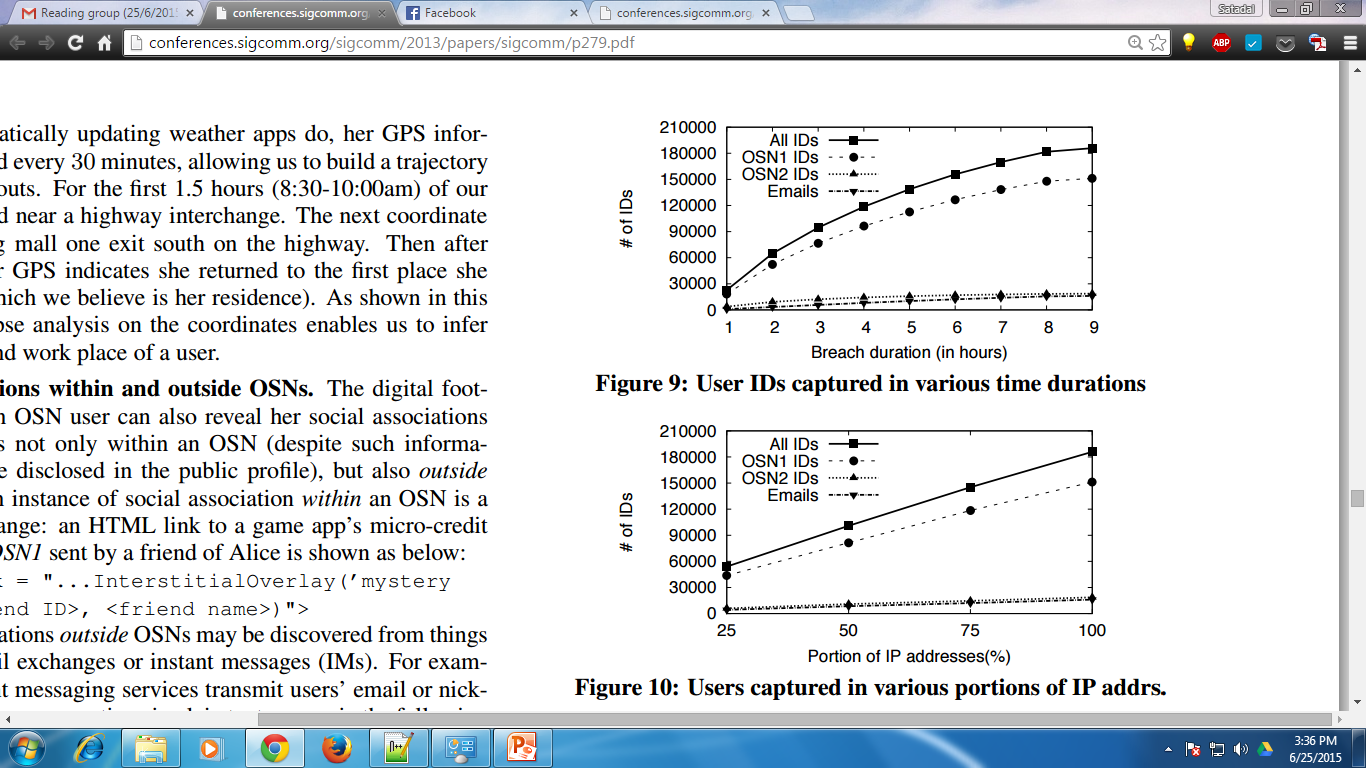 Reading group (25/6/201
conferences.sigcomm.org
Facebook
conferences.sigcomm.org
Satadal
conferences.sigcomm.org/sigcomm/2013/papers/sigcomm/p279.pdf
ABP
atically updating weather apps do, her GPS infor-
d every 30 minutes, allowing us to build a trajectory
outs. For the first 1.5 hours (8:30-10:00am) of our
d near a highway interchange. The next coordinate
g mall one exit south on the highway. Then after
r GPS indicates she returned to the first place she
hich we believe is her residence). As shown in this
pse analysis on the coordinates enables us to infer
nd work place of a user.
ions within and outside OSNs. The digital foot-
n OSN user can also reveal her social associations
s not only within an OSN (despite such informa-
e disclosed in the public profile), but also outside
n instance of social association within an OSN is a
ange: an HTML link to a game app's micro-credit
OSN1 sent by a friend of Alice is shown as below:
k = "...InterstitialOverlay('mystery
end ID>, <friend name>)">
ations outside OSNs may be discovered from things
il exchanges or instant messages (IMs). For exam-
nt messaging services transmit users' email or nick-
210000
180000
150000
120000
90000
60000
30000
0
# of IDs
All IDs
OSN1 IDs
OSN2 IDs
Emails
1 2 3 4 5 6 7 8 9
Breach duration (in hours)
Figure 9: User IDs captured in various time durations
210000
180000
150000
120000
90000
60000
30000
0
# of IDs
All IDs
OSN1 IDs
OSN2 IDs
Emails
25 50 75 100
Portion of IP addresses(%)
Figure 10: Users captured in various portions of IP addrs.
3:36 PM
6/25/2015